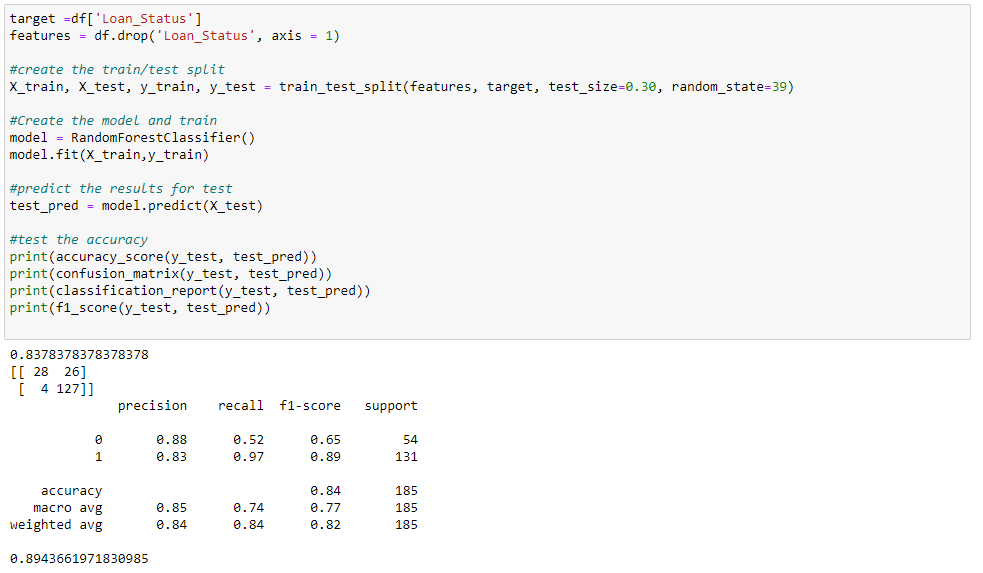 target =df['Loan_Status']
features = df.drop('Loan_Status', axis = 1)
#create the train/test split
X_train, X_test, y_train, y_test = train_test_split(features, target, test_size=0.30, random_state=39)
#Create the model and train
model = RandomForestClassifier()
model.fit(X_train,y_train)
#predict the results for test
test_pred = model.predict(X_test)
#test the accuracy
print(accuracy_score(y_test, test_pred))
print(confusion_matrix(y_test, test_pred))
print(classification_report(y_test, test_pred))
print(f1_score(y_test, test_pred))
0.8378378378378378
[[ 28  26]
 [  4 127]]
              precision    recall  f1-score   support
           0       0.88      0.52      0.65        54
           1       0.83      0.97      0.89       131
    accuracy                           0.84       185
   macro avg       0.85      0.74      0.77       185
weighted avg       0.84      0.84      0.82       185
0.8943661971830985